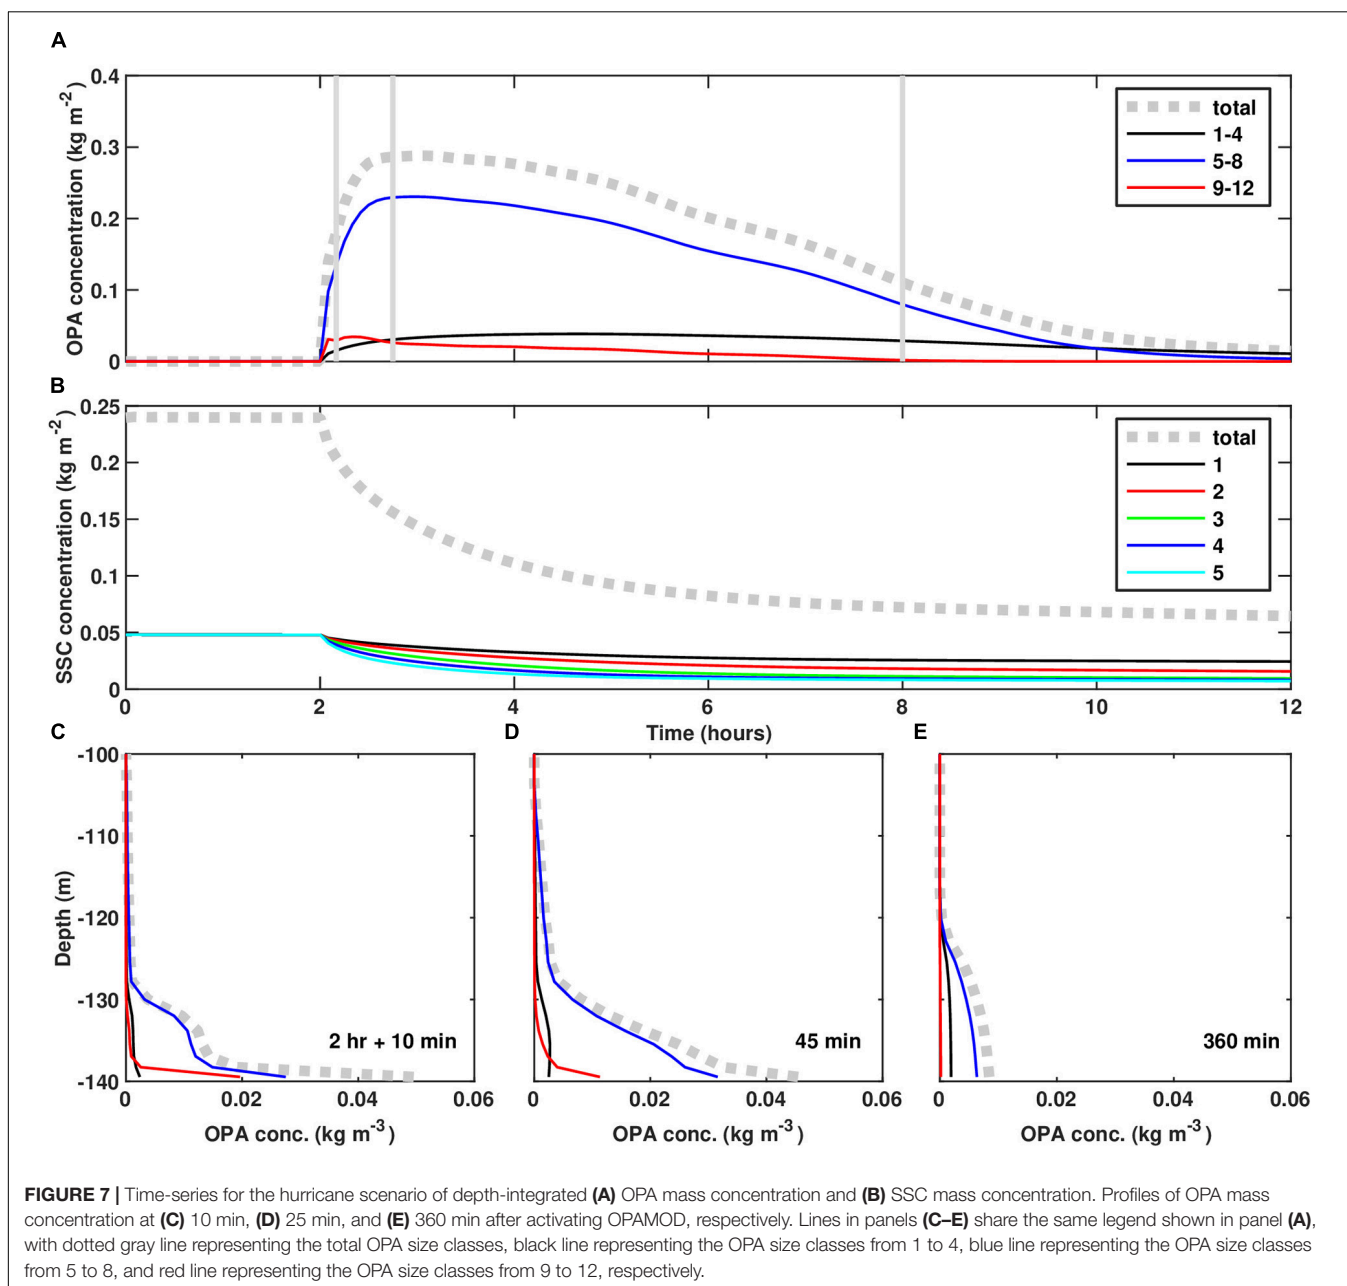 A
0.4
0.3
0.2
0.1
0
OPA concentration (kg m⁻²)
total
1-4
5-8
9-12
B
0.25
0.2
0.15
0.1
0.05
0
SSC concentration (kg m⁻²)
total
1
2
3
4
5
0 2 4 6 8 10 12
Time (hours)
C
-100
-110
-120
-130
-140
Depth (m)
2 hr + 10 min
0 0.02 0.04 0.06
OPA conc. (kg m⁻³)
D
45 min
0 0.02 0.04 0.06
OPA conc. (kg m⁻³)
E
360 min
0 0.02 0.04 0.06
OPA conc. (kg m⁻³)
FIGURE 7 | Time-series for the hurricane scenario of depth-integrated (A) OPA mass concentration and (B) SSC mass concentration. Profiles of OPA mass
concentration at (C) 10 min, (D) 25 min, and (E) 360 min after activating OPAMOD, respectively. Lines in panels (C–E) share the same legend shown in panel (A),
with dotted gray line representing the total OPA size classes, black line representing the OPA size classes from 1 to 4, blue line representing the OPA size classes
from 5 to 8, and red line representing the OPA size classes from 9 to 12, respectively.